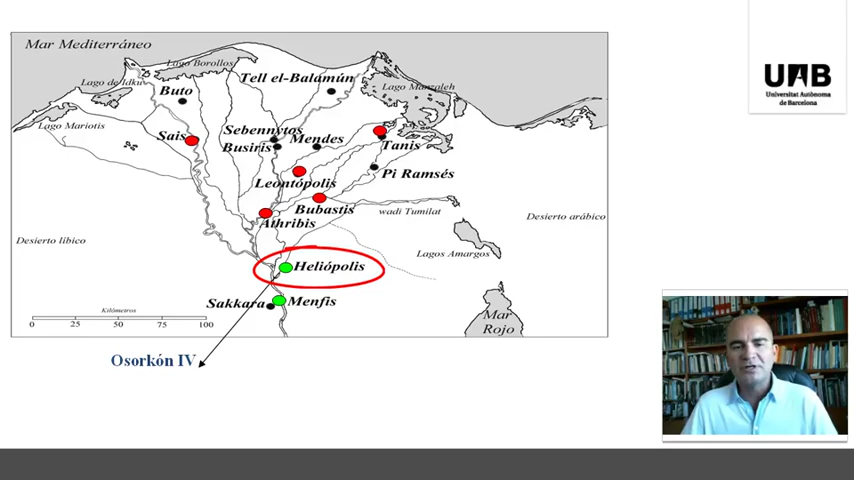 Mar Mediterráneo
Lago Borollos
Tell el-Balamún
Lago de Idku
Buto
Lago Manzaleh
Lago Mariotis
Sais
Sebennytos
Busiris
Mendes
Tanis
Pi Ramsés
Leontópolis
Bubastis
wadi Tumilat
Athribis
Desierto arábico
Desierto líbico
Lagos Amargos
Heliópolis
Sakkara
Menfis
Mar
Rojo
Kilómetros
0 25 50 75 100
Osorkón IV
UAB
Universitat Autònoma
de Barcelona